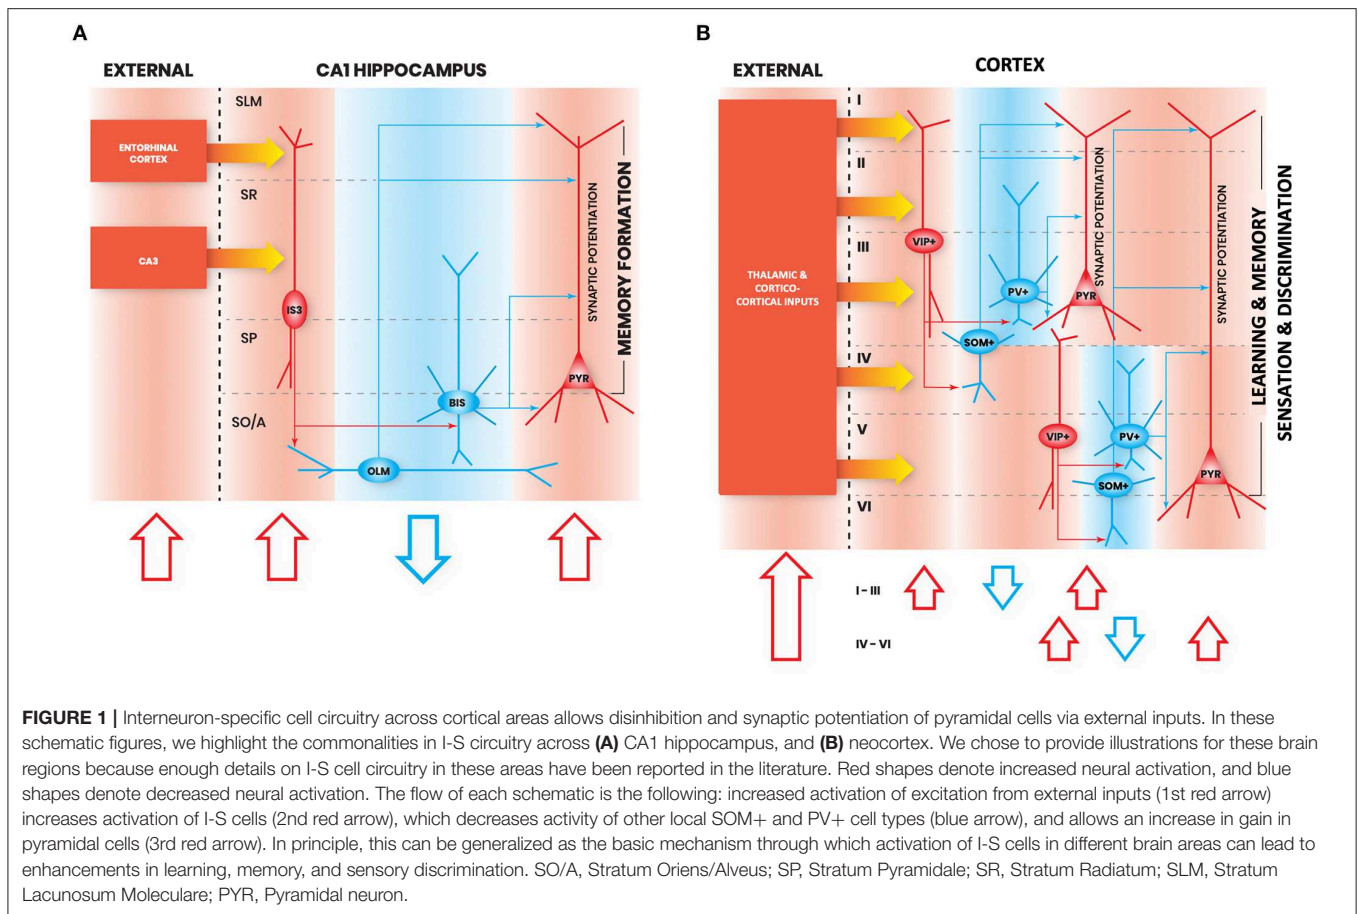 A
EXTERNAL
CA1 HIPPOCAMPUS
SLM
ENTORHINAL
CORTEX
SR
CA3
IS3
SP
SO/A
BIS
OLM
PYR
SYNAPTIC POTENTIATION
MEMORY FORMATION
B
EXTERNAL
CORTEX
I
II
III
IV
V
VI
THALAMIC &
CORTICO-
CORTICAL INPUTS
VIP+
PV+
SOM+
PYR
SYNAPTIC POTENTIATION
VIP+
PV+
SOM+
PYR
SYNAPTIC POTENTIATION
LEARNING & MEMORY
SENSATION & DISCRIMINATION
I – III
IV – VI
FIGURE 1 | Interneuron-specific cell circuitry across cortical areas allows disinhibition and synaptic potentiation of pyramidal cells via external inputs. In these
schematic figures, we highlight the commonalities in I-S circuitry across (A) CA1 hippocampus, and (B) neocortex. We chose to provide illustrations for these brain
regions because enough details on I-S cell circuitry in these areas have been reported in the literature. Red shapes denote increased neural activation, and blue
shapes denote decreased neural activation. The flow of each schematic is the following: increased activation of excitation from external inputs (1st red arrow)
increases activation of I-S cells (2nd red arrow), which decreases activity of other local SOM+ and PV+ cell types (blue arrow), and allows an increase in gain in
pyramidal cells (3rd red arrow). In principle, this can be generalized as the basic mechanism through which activation of I-S cells in different brain areas can lead to
enhancements in learning, memory, and sensory discrimination. SO/A, Stratum Oriens/Alveus; SP, Stratum Pyramidale; SR, Stratum Radiatum; SLM, Stratum
Lacunosum Moleculare; PYR, Pyramidal neuron.